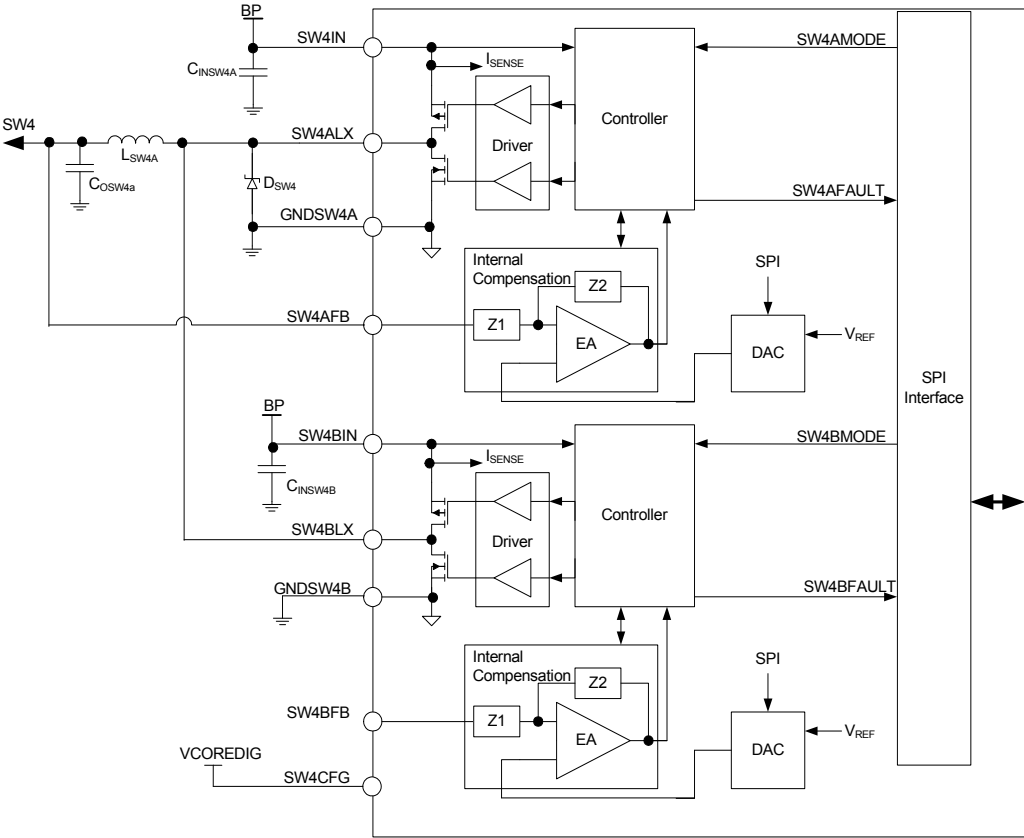 BP
SW4IN
SW4AMODE
CINSW4A
ISENSE
SW4
SW4ALX
Controller
Driver
LSW4A
COSW4a
DSW4
SW4AFAULT
GNDSW4A
Internal
Compensation
SPI
Z2
SW4AFB
Z1
EA
DAC
VREF
SPI
Interface
BP
SW4BIN
SW4BMODE
CINSW4B
ISENSE
Controller
SW4BLX
Driver
GNDSW4B
SW4BFAULT
Internal
Compensation
SPI
Z2
SW4BFB
Z1
EA
DAC
VREF
VCOREDIG
SW4CFG